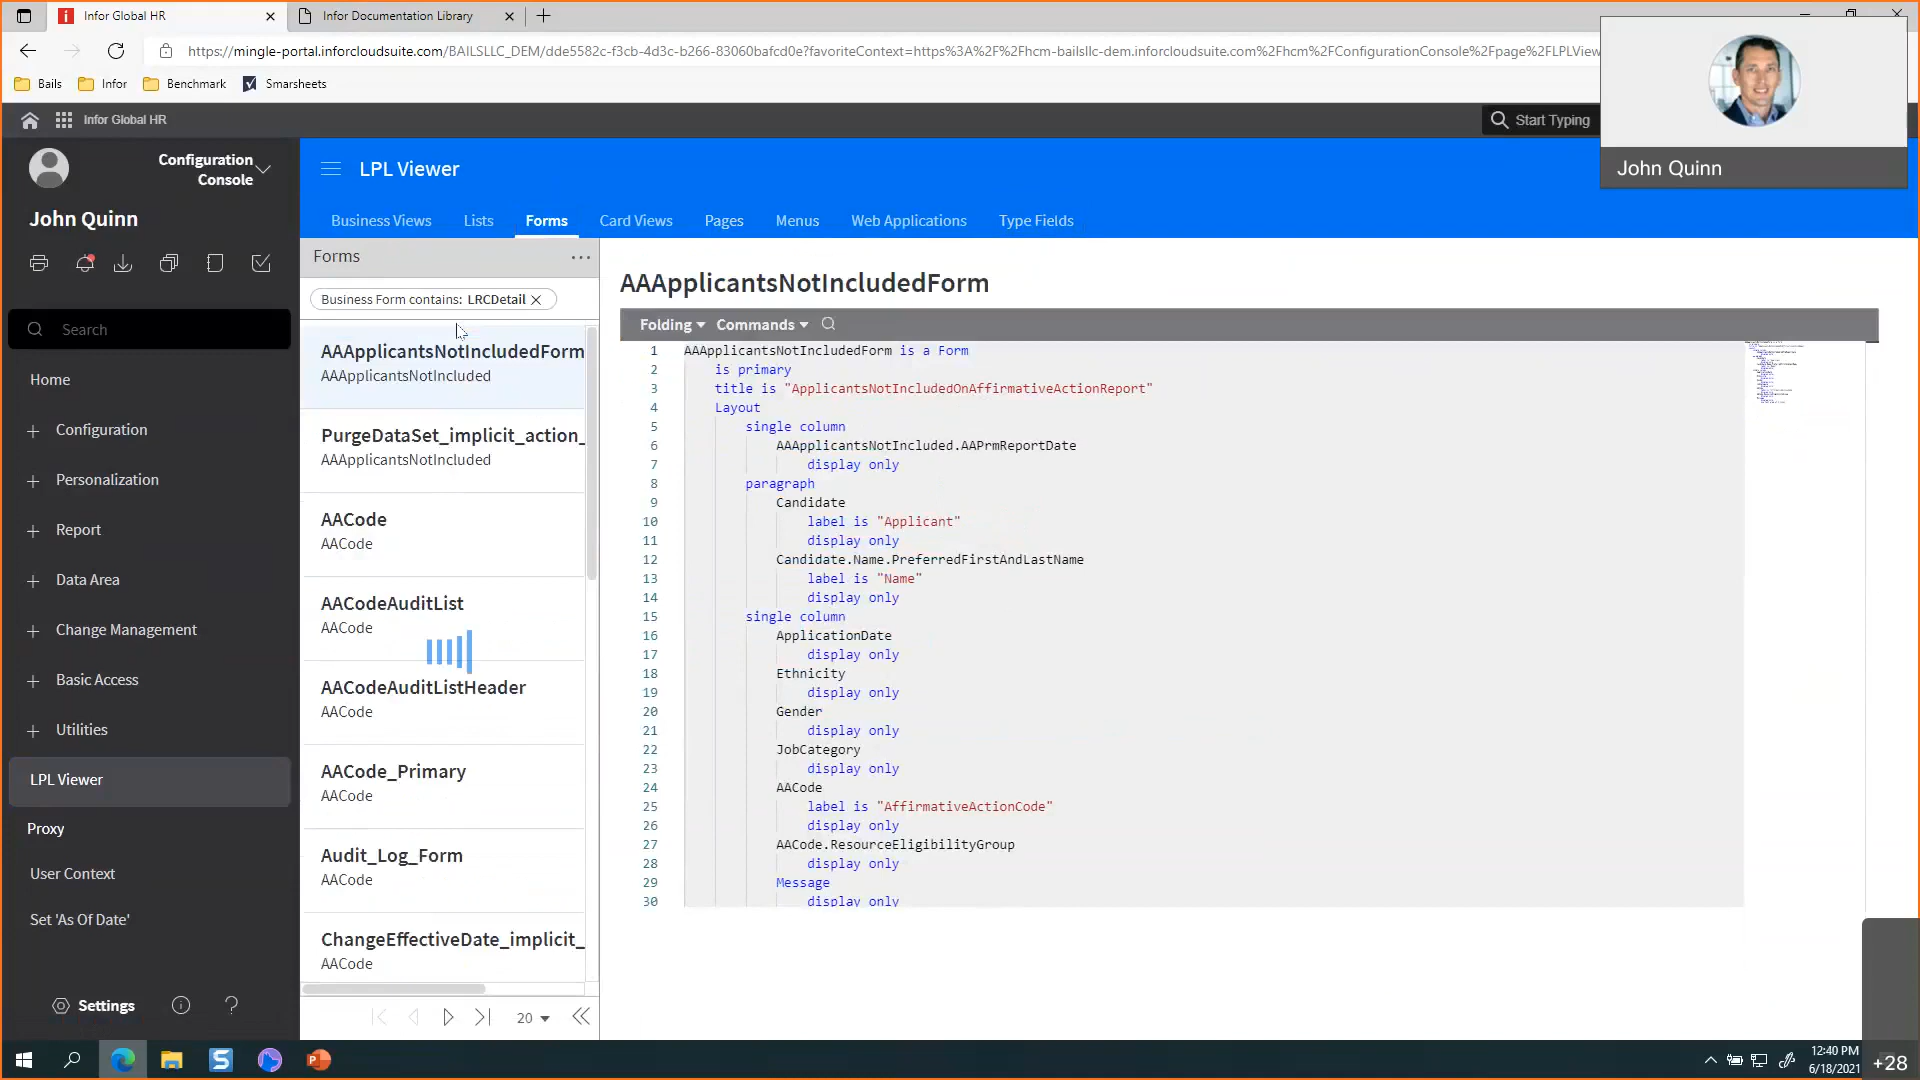 Infor Global HR
Infor Documentation Library
https://mingle-portal.inforcloudsuite.com/BAILSLLC_DEM/dde5582c-f3cb-4d3c-b266-83060bafcd0e?favoriteContext=https%3A%2F%2Fhcm-bailsllc-dem.inforcloudsuite.com%2Fhcm%2FConfigurationConsole%2Fpage%2FLPLView
Bails
Infor
Benchmark
Smarsheets
Infor Global HR
Start Typing
John Quinn
Configuration
Console
John Quinn
Search
Home
Configuration
Personalization
Report
Data Area
Change Management
Basic Access
Utilities
LPL Viewer
Proxy
User Context
Set 'As Of Date'
Settings
LPL Viewer
Business Views
Lists
Forms
Card Views
Pages
Menus
Web Applications
Type Fields
Forms
Business Form contains: LRCDetail
AAApplicantsNotIncludedForm
AAApplicantsNotIncluded
PurgeDataSet_implicit_action_
AAApplicantsNotIncluded
AACode
AACode
AACodeAuditList
AACode
AACodeAuditListHeader
AACode
AACode_Primary
AACode
Audit_Log_Form
AACode
ChangeEffectiveDate_implicit_
AACode
20
AAApplicantsNotIncludedForm
Folding
Commands
1 AAApplicantsNotIncludedForm is a Form
2 is primary
3 title is "ApplicantsNotIncludedOnAffirmativeActionReport"
4 Layout
5 single column
6 AAApplicantsNotIncluded.AAPrmReportDate
7 display only
8 paragraph
9 Candidate
10 label is "Applicant"
11 display only
12 Candidate.Name.PreferredFirstAndLastName
13 label is "Name"
14 display only
15 single column
16 ApplicationDate
17 display only
18 Ethnicity
19 display only
20 Gender
21 display only
22 JobCategory
23 display only
24 AACode
25 label is "AffirmativeActionCode"
26 display only
27 AACode.ResourceEligibilityGroup
28 display only
29 Message
30 display only
12:40 PM
6/18/2021
+28